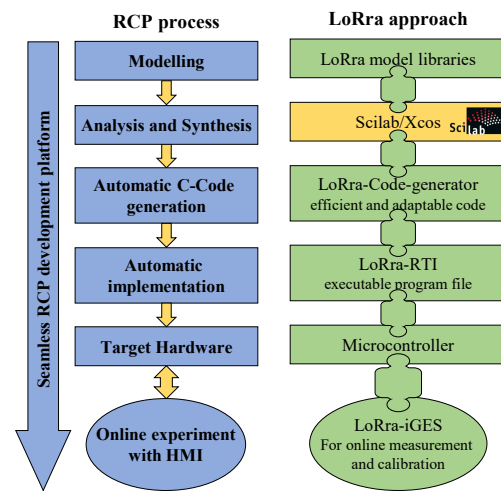 RCP process
LoRra approach
Seamless RCP development platform
Modelling
Analysis and Synthesis
Automatic C-Code
generation
Automatic
implementation
Target Hardware
Online experiment
with HMI
LoRra model libraries
Scilab/Xcos
Scilab
LoRra-Code-generator
efficient and adaptable code
LoRra-RTI
executable program file
Microcontroller
LoRra-iGES
For online measurement
and calibration